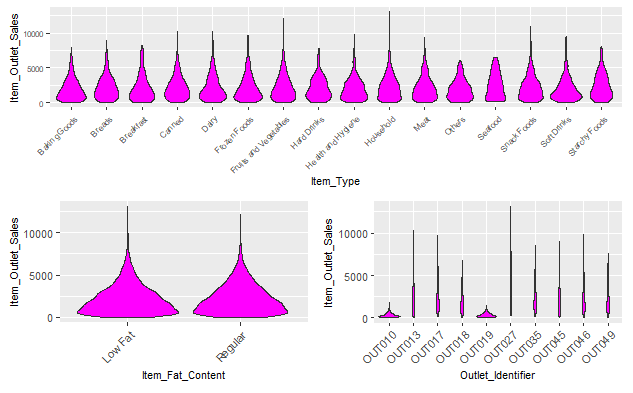 Item_Outlet_Sales
10000
5000
0
Baking Goods
Breads
Breakfast
Canned
Dairy
Frozen Foods
Fruits and Vegetables
Hard Drinks
Health and Hygiene
Household
Meat
Others
Seafood
Snack Foods
Soft Drinks
Starchy Foods
Item_Type
Item_Outlet_Sales
10000
5000
0
Low Fat
Regular
Item_Fat_Content
Item_Outlet_Sales
10000
5000
0
OUT010
OUT013
OUT017
OUT018
OUT019
OUT027
OUT035
OUT045
OUT046
OUT049
Outlet_Identifier